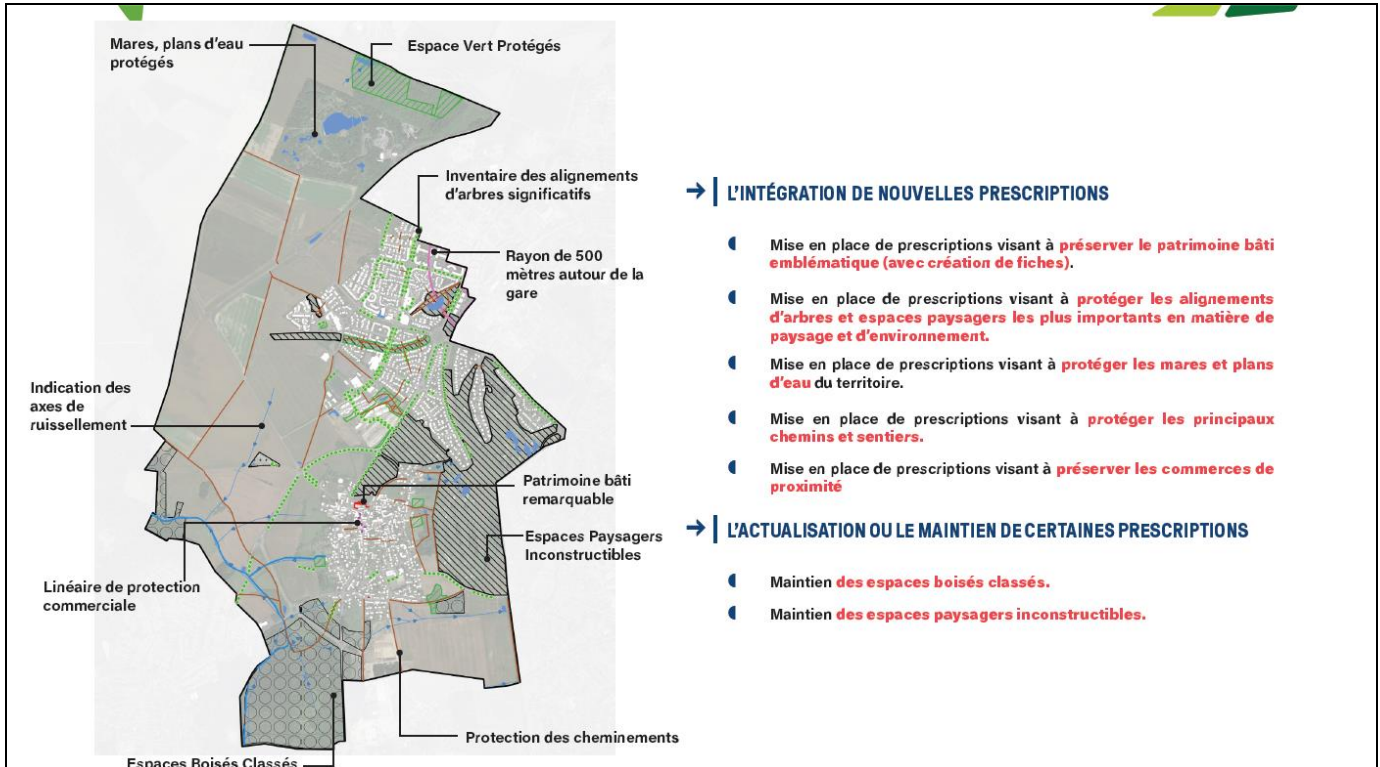 Mares, plans d'eau
protégés
Espace Vert Protégés
Inventaire des alignements
d'arbres significatifs
Rayon de 500
mètres autour de la
gare
Indication des
axes de
ruissellement
Patrimoine bâti
remarquable
Espaces Paysagers
Inconstructibles
Linéaire de protection
commerciale
Protection des cheminements
Espaces Boisés Classés
→ L'INTÉGRATION DE NOUVELLES PRESCRIPTIONS
Mise en place de prescriptions visant à préserver le patrimoine bâti
emblématique (avec création de fiches).
Mise en place de prescriptions visant à protéger les alignements
d'arbres et espaces paysagers les plus importants en matière de
paysage et d'environnement.
Mise en place de prescriptions visant à protéger les mares et plans
d'eau du territoire.
Mise en place de prescriptions visant à protéger les principaux
chemins et sentiers.
Mise en place de prescriptions visant à préserver les commerces de
proximité
→ L'ACTUALISATION OU LE MAINTIEN DE CERTAINES PRESCRIPTIONS
Maintien des espaces boisés classés.
Maintien des espaces paysagers inconstructibles.